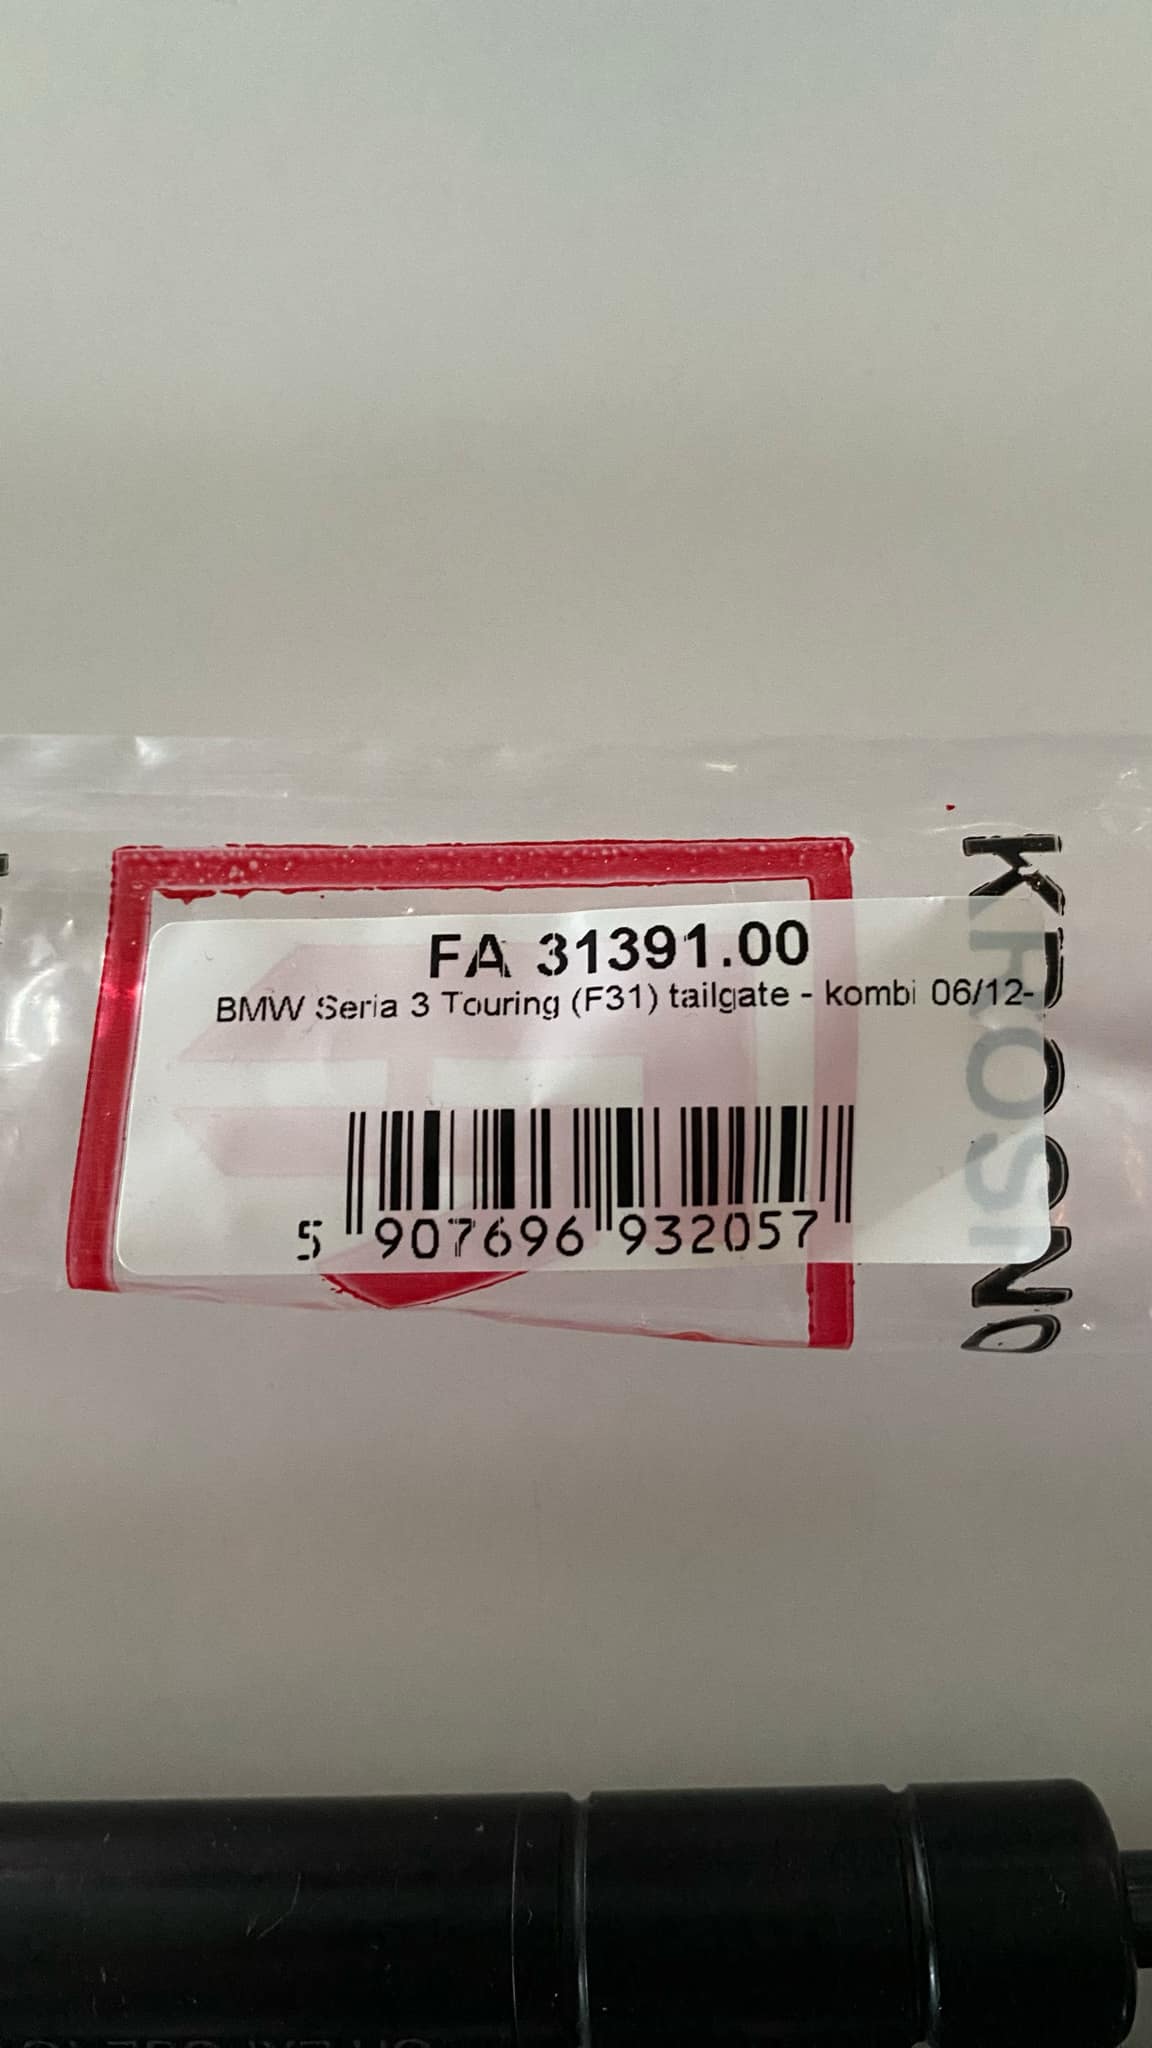 FA 31391.00
BMW Seria 3 Touring (F31) tailgate - kombi 06/12-
5 907696 932057
KROSNO